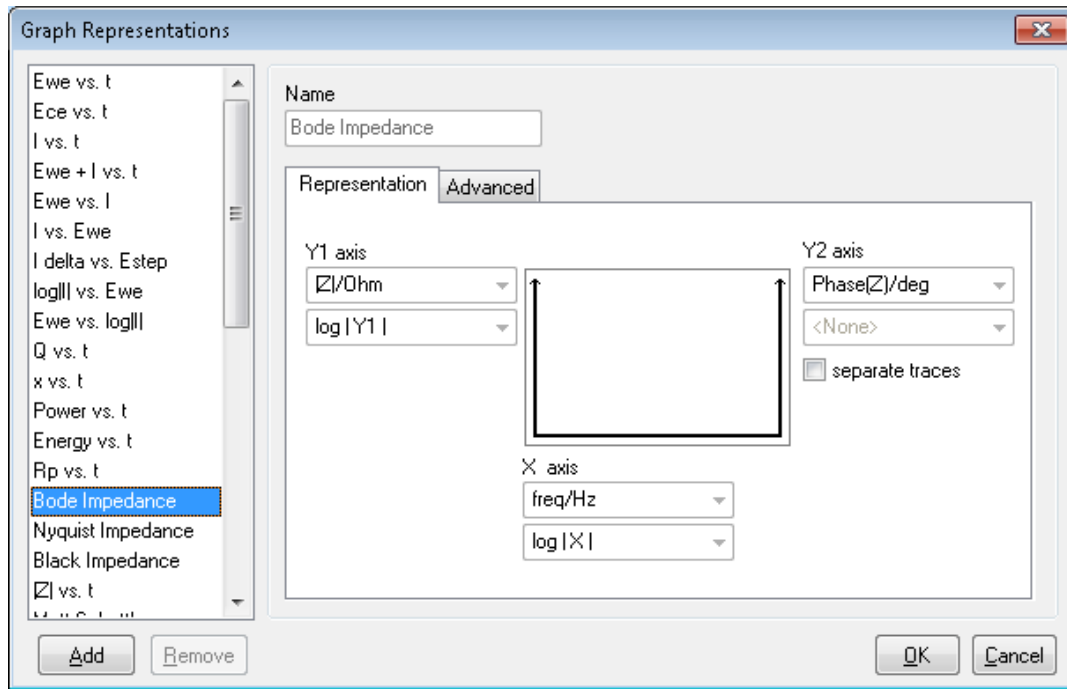 Graph Representations
Ewe vs. t
Ece vs. t
I vs. t
Ewe + I vs. t
Ewe vs. I
I vs. Ewe
I delta vs. Estep
log|I| vs. Ewe
Ewe vs. log|I|
Q vs. t
x vs. t
Power vs. t
Energy vs. t
Rp vs. t
Bode Impedance
Nyquist Impedance
Black Impedance
|Z| vs. t
Name
Bode Impedance
Representation
Advanced
Y1 axis
|Z|/Ohm
log | Y1 |
Y2 axis
Phase(Z)/deg
<None>
separate traces
X axis
freq/Hz
log | X |
Add
Remove
OK
Cancel